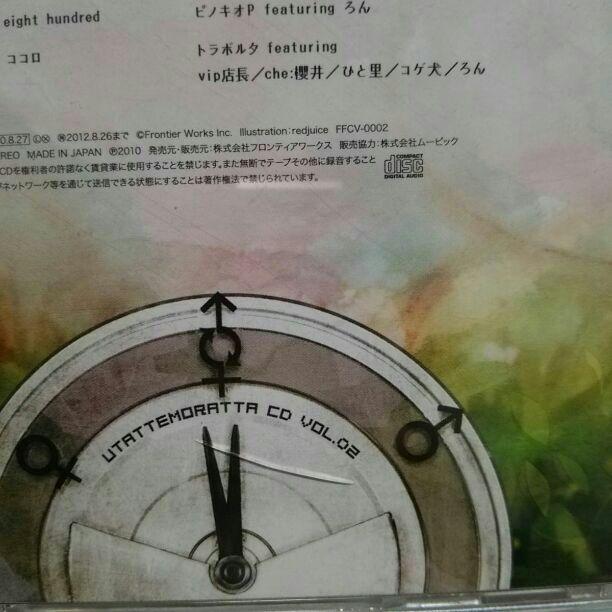 eight hundred
ピノキオP featuring ろん
ココロ
トラボルタ featuring
vip店長／che:櫻井／ひと里／コゲ犬／ろん
0.8.27 Ⓛ Ⓧ 2012.8.26まで ©Frontier Works Inc. Illustration:redjuice FFCV-0002
REO MADE IN JAPAN Ⓟ2010 発売元・販売元:株式会社フロンティアワークス 販売協力:株式会社ムービック
CDを権利者の許諾なく賃貸業に使用することを禁じます。また無断でテープその他に録音すること
ネットワーク等を通じて送信できる状態にすることは著作権法で禁じられています。
COMPACT
disc
DIGITAL AUDIO
UTATTEMORATTA CD VOL.02